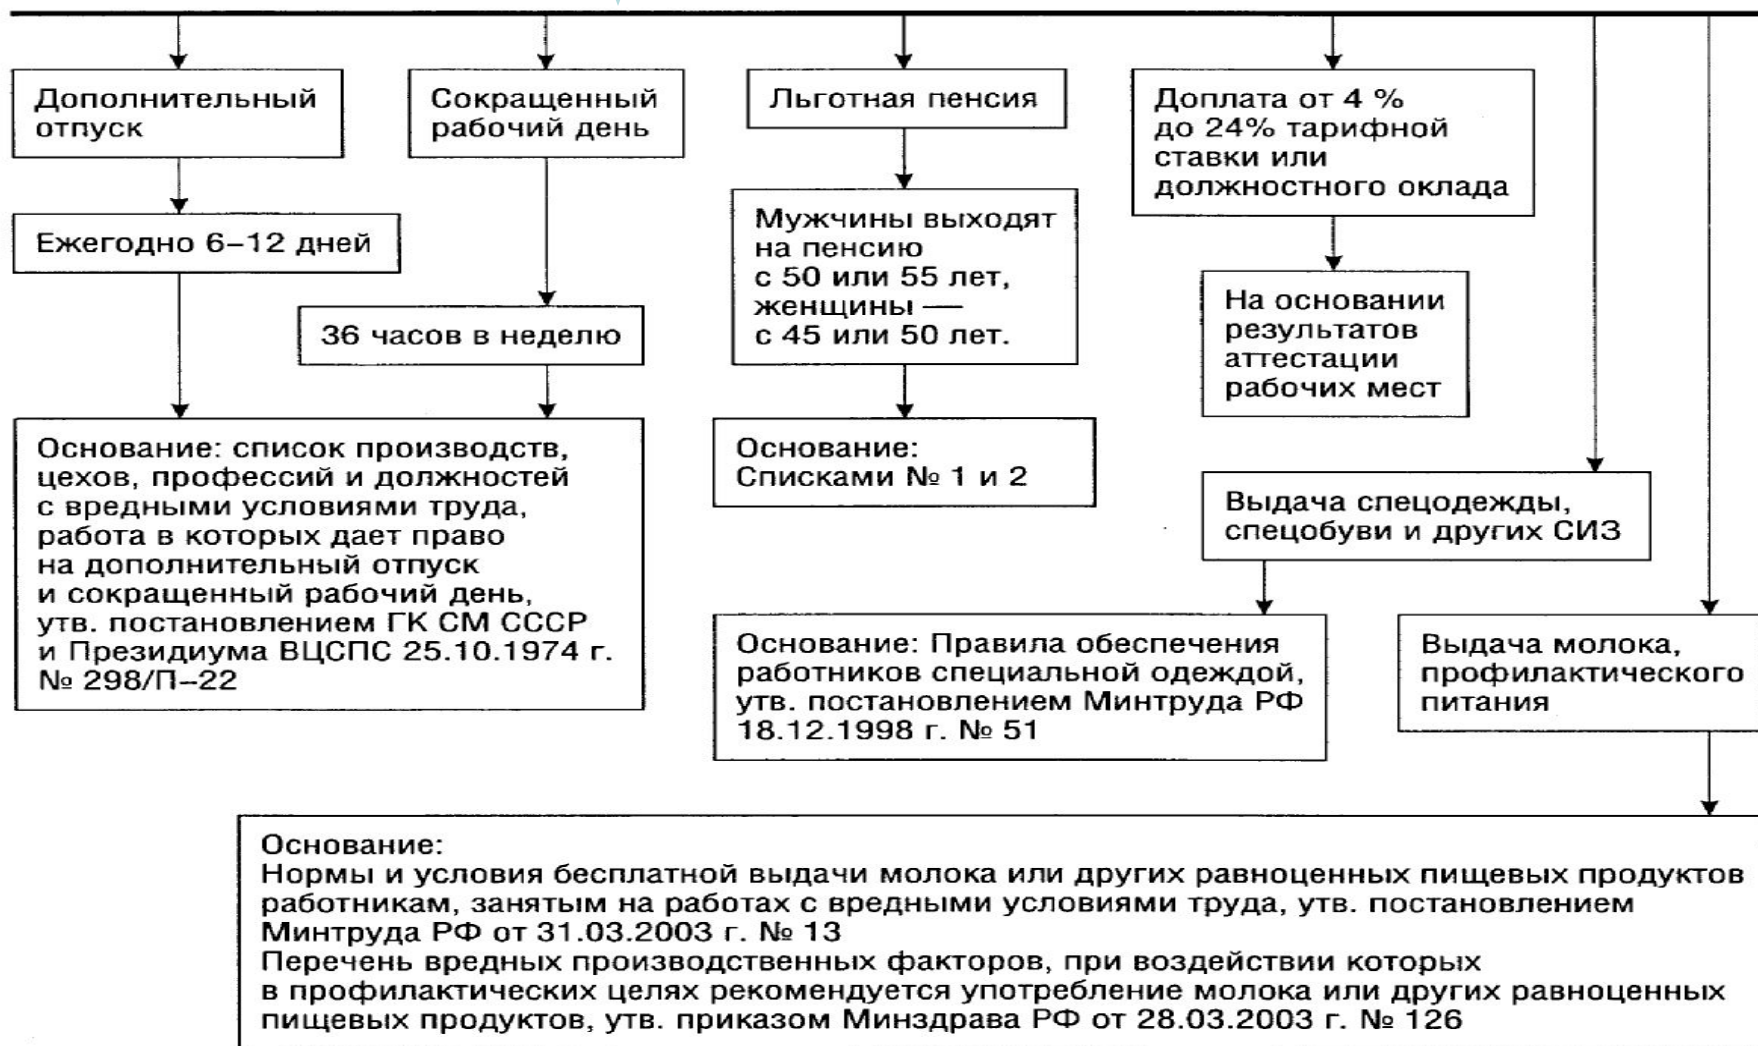 Дополнительный
отпуск
Сокращенный
рабочий день
Льготная пенсия
Доплата от 4 %
до 24% тарифной
ставки или
должностного оклада
Ежегодно 6–12 дней
36 часов в неделю
Мужчины выходят
на пенсию
с 50 или 55 лет,
женщины —
с 45 или 50 лет.
На основании
результатов
аттестации
рабочих мест
Основание: список производств,
цехов, профессий и должностей
с вредными условиями труда,
работа в которых дает право
на дополнительный отпуск
и сокращенный рабочий день,
утв. постановлением ГК СМ СССР
и Президиума ВЦСПС 25.10.1974 г.
№ 298/П–22
Основание:
Списками № 1 и 2
Выдача спецодежды,
спецобуви и других СИЗ
Основание: Правила обеспечения
работников специальной одеждой,
утв. постановлением Минтруда РФ
18.12.1998 г. № 51
Выдача молока,
профилактического
питания
Основание:
Нормы и условия бесплатной выдачи молока или других равноценных пищевых продуктов
работникам, занятым на работах с вредными условиями труда, утв. постановлением
Минтруда РФ от 31.03.2003 г. № 13
Перечень вредных производственных факторов, при воздействии которых
в профилактических целях рекомендуется употребление молока или других равноценных
пищевых продуктов, утв. приказом Минздрава РФ от 28.03.2003 г. № 126